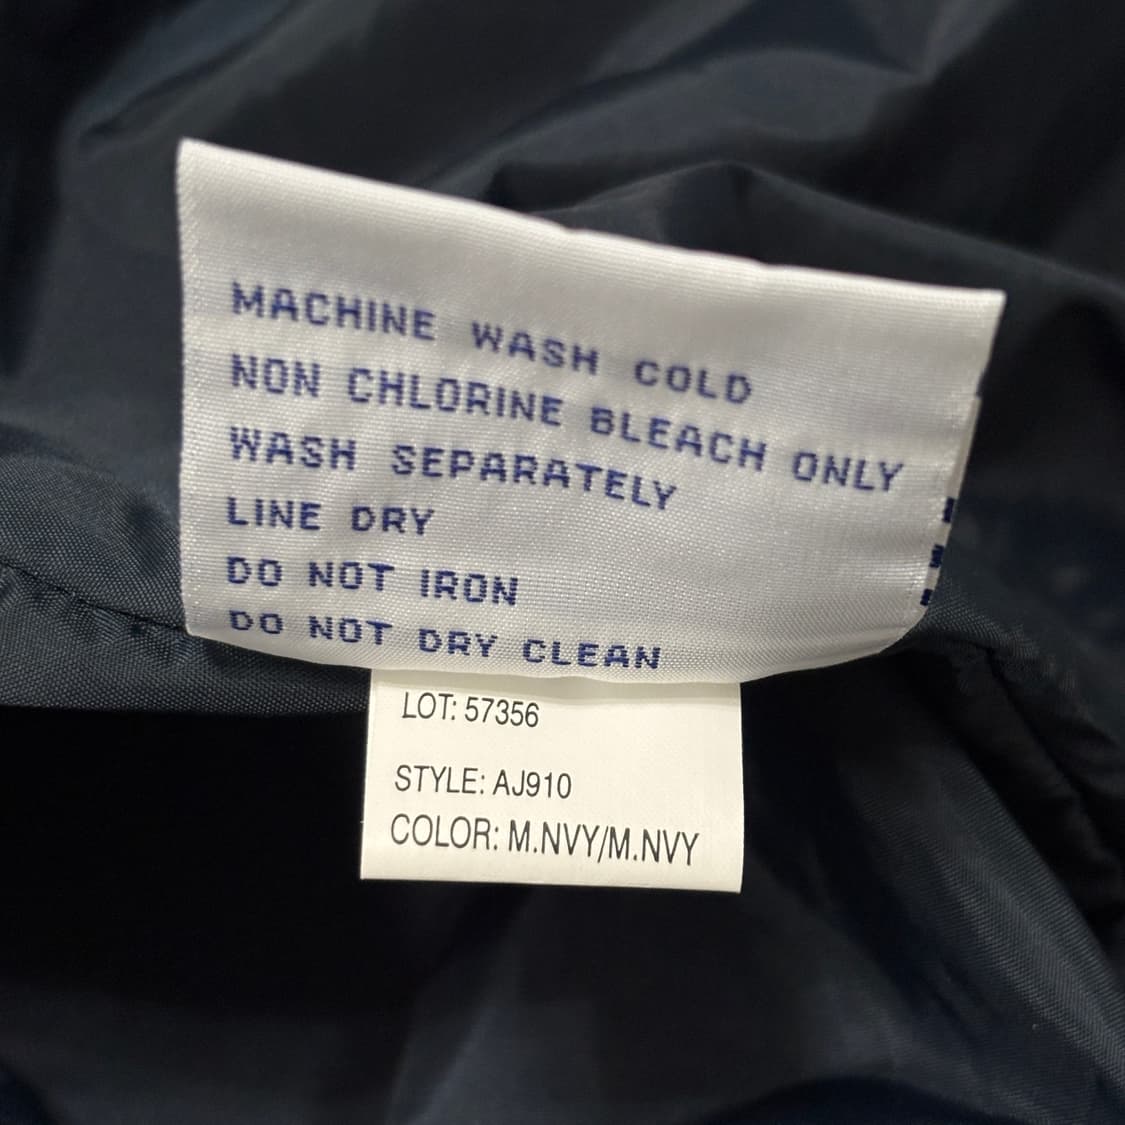 MACHINE WASH COLD
NON CHLORINE BLEACH ONLY
WASH SEPARATELY
LINE DRY
DO NOT IRON
DO NOT DRY CLEAN
LOT: 57356
STYLE: AJ910
COLOR: M.NVY/M.NVY